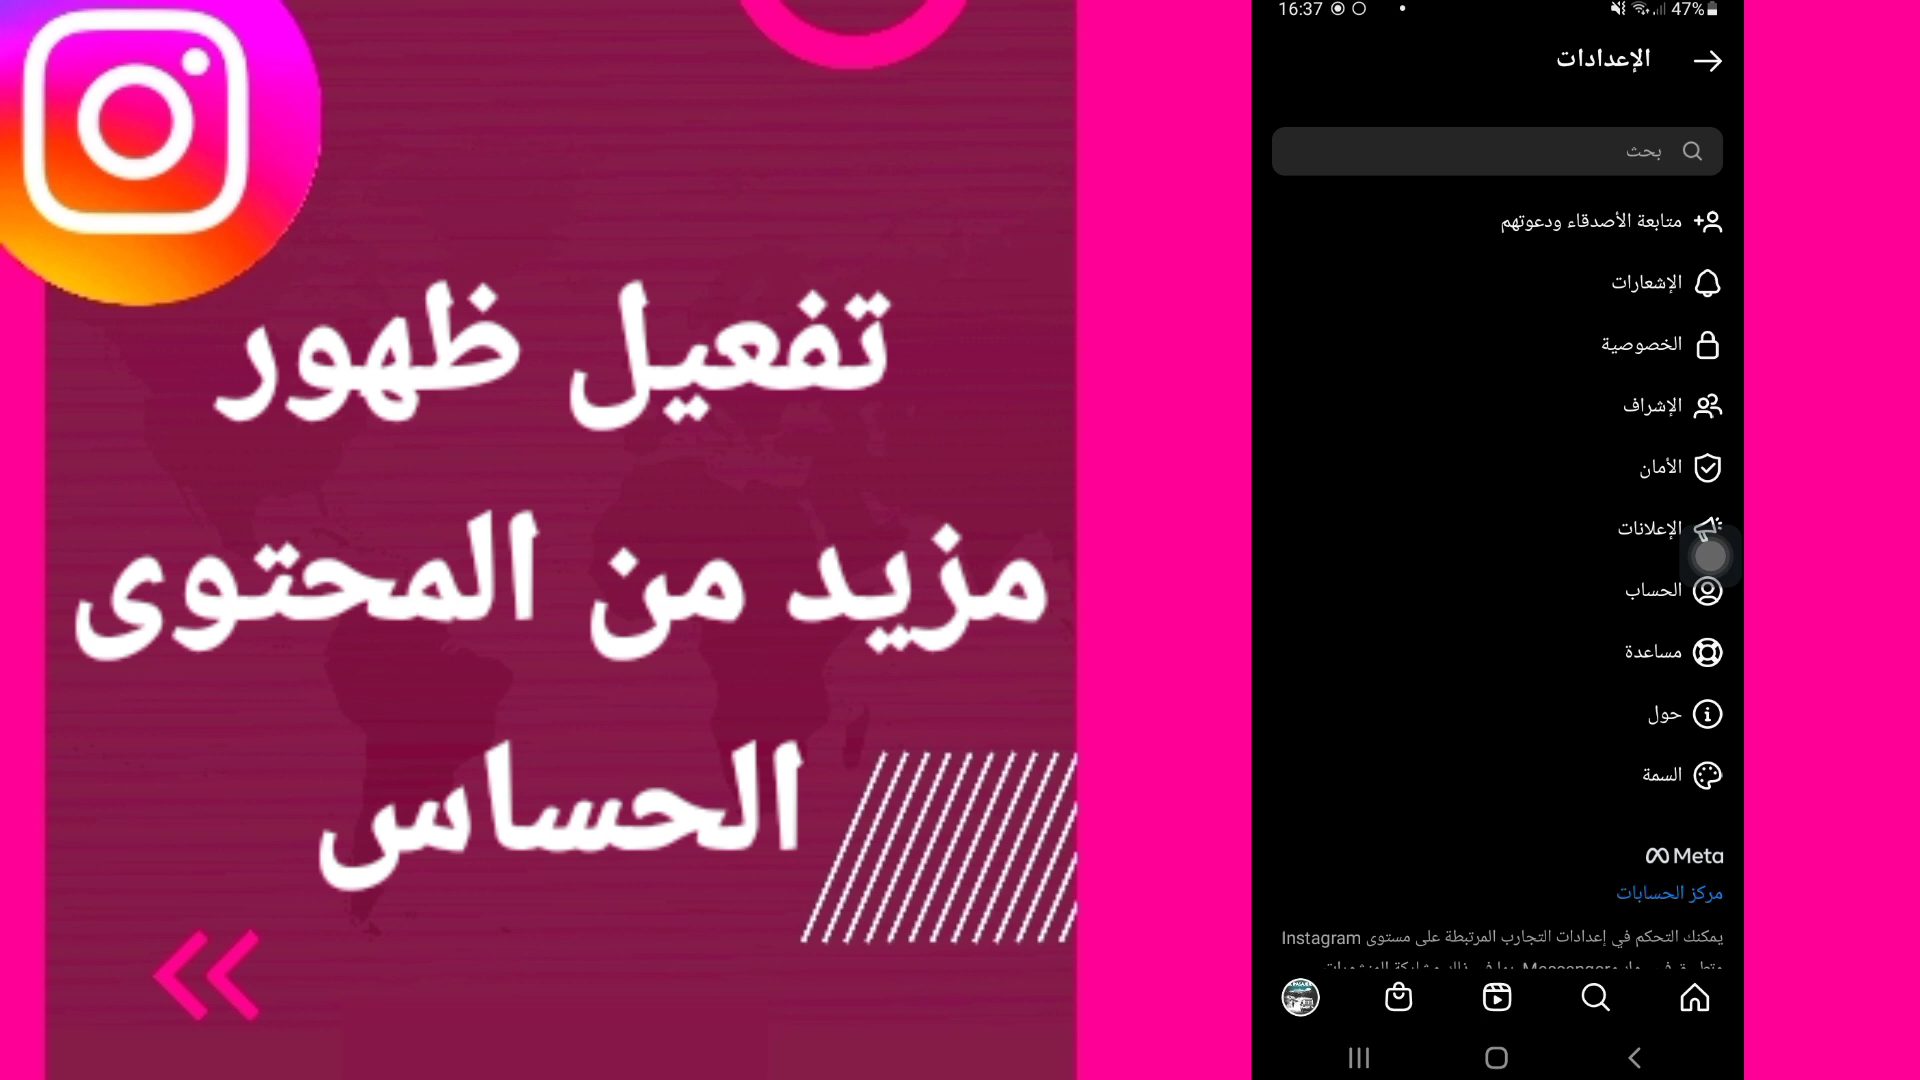 تفعيل ظهور
مزيد من المحتوى
الحساس
16:37
47%
الإعدادات
بحث
متابعة الأصدقاء ودعوتهم
الإشعارات
الخصوصية
الإشراف
الأمان
الإعلانات
الحساب
مساعدة
حول
السمة
Meta
مركز الحسابات
يمكنك التحكم في إعدادات التجارب المرتبطة على مستوى Instagram